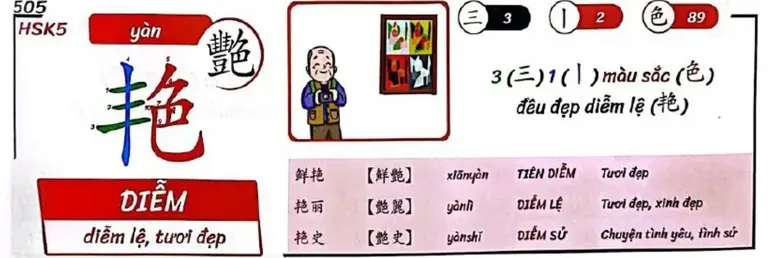 505
HSK5
yàn
艷
艳
DIỄM
diễm lệ, tươi đẹp
三 3
丨 2
色 89
3 (三) 1 (丨) màu sắc (色)
đều đẹp diễm lệ (艳)
鲜艳 【鮮艷】 xiānyàn TIÊN DIỄM Tươi đẹp
艳丽 【艷麗】 yànlì DIỄM LỆ Tươi đẹp, xinh đẹp
艳史 【艷史】 yànshǐ DIỄM SỬ Chuyện tình yêu, tình sử